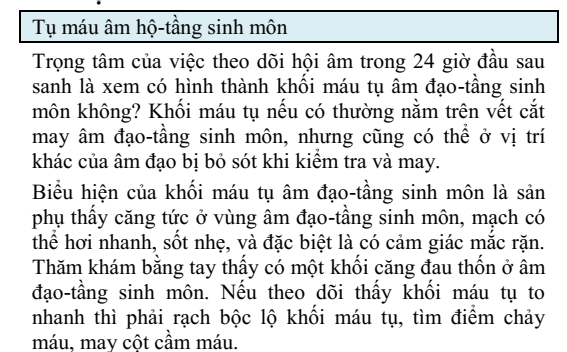 Tụ máu âm hộ-tầng sinh môn
Trọng tâm của việc theo dõi hội âm trong 24 giờ đầu sau
sanh là xem có hình thành khối máu tụ âm đạo-tầng sinh
môn không? Khối máu tụ nếu có thường nằm trên vết cắt
may âm đạo-tầng sinh môn, nhưng cũng có thể ở vị trí
khác của âm đạo bị bỏ sót khi kiểm tra và may.
Biểu hiện của khối máu tụ âm đạo-tầng sinh môn là sản
phụ thấy căng tức ở vùng âm đạo-tầng sinh môn, mạch có
thể hơi nhanh, sốt nhẹ, và đặc biệt là có cảm giác mắc rặn.
Thăm khám bằng tay thấy có một khối căng đau thốn ở âm
đạo-tầng sinh môn. Nếu theo dõi thấy khối máu tụ to
nhanh thì phải rạch bộc lộ khối máu tụ, tìm điểm chảy
máu, may cột cầm máu.